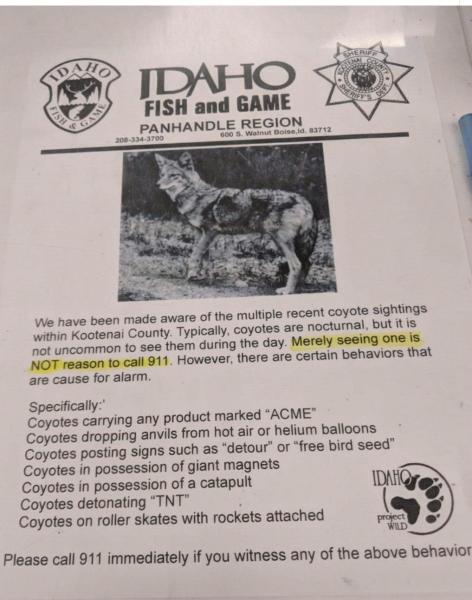 IDAHO
FISH & GAME
IDAHO
FISH and GAME
PANHANDLE REGION
208-334-3700
600 S. Walnut Boise,Id. 83712
SHERIFF
KOOTENAI COUNTY
SHERIFF'S DEPT.
We have been made aware of the multiple recent coyote sightings
within Kootenai County. Typically, coyotes are nocturnal, but it is
not uncommon to see them during the day. Merely seeing one is
NOT reason to call 911. However, there are certain behaviors that
are cause for alarm.
Specifically:'
Coyotes carrying any product marked “ACME”
Coyotes dropping anvils from hot air or helium balloons
Coyotes posting signs such as “detour” or “free bird seed”
Coyotes in possession of giant magnets
Coyotes in possession of a catapult
Coyotes detonating “TNT”
Coyotes on roller skates with rockets attached
IDAHO
project
WILD
Please call 911 immediately if you witness any of the above behavior